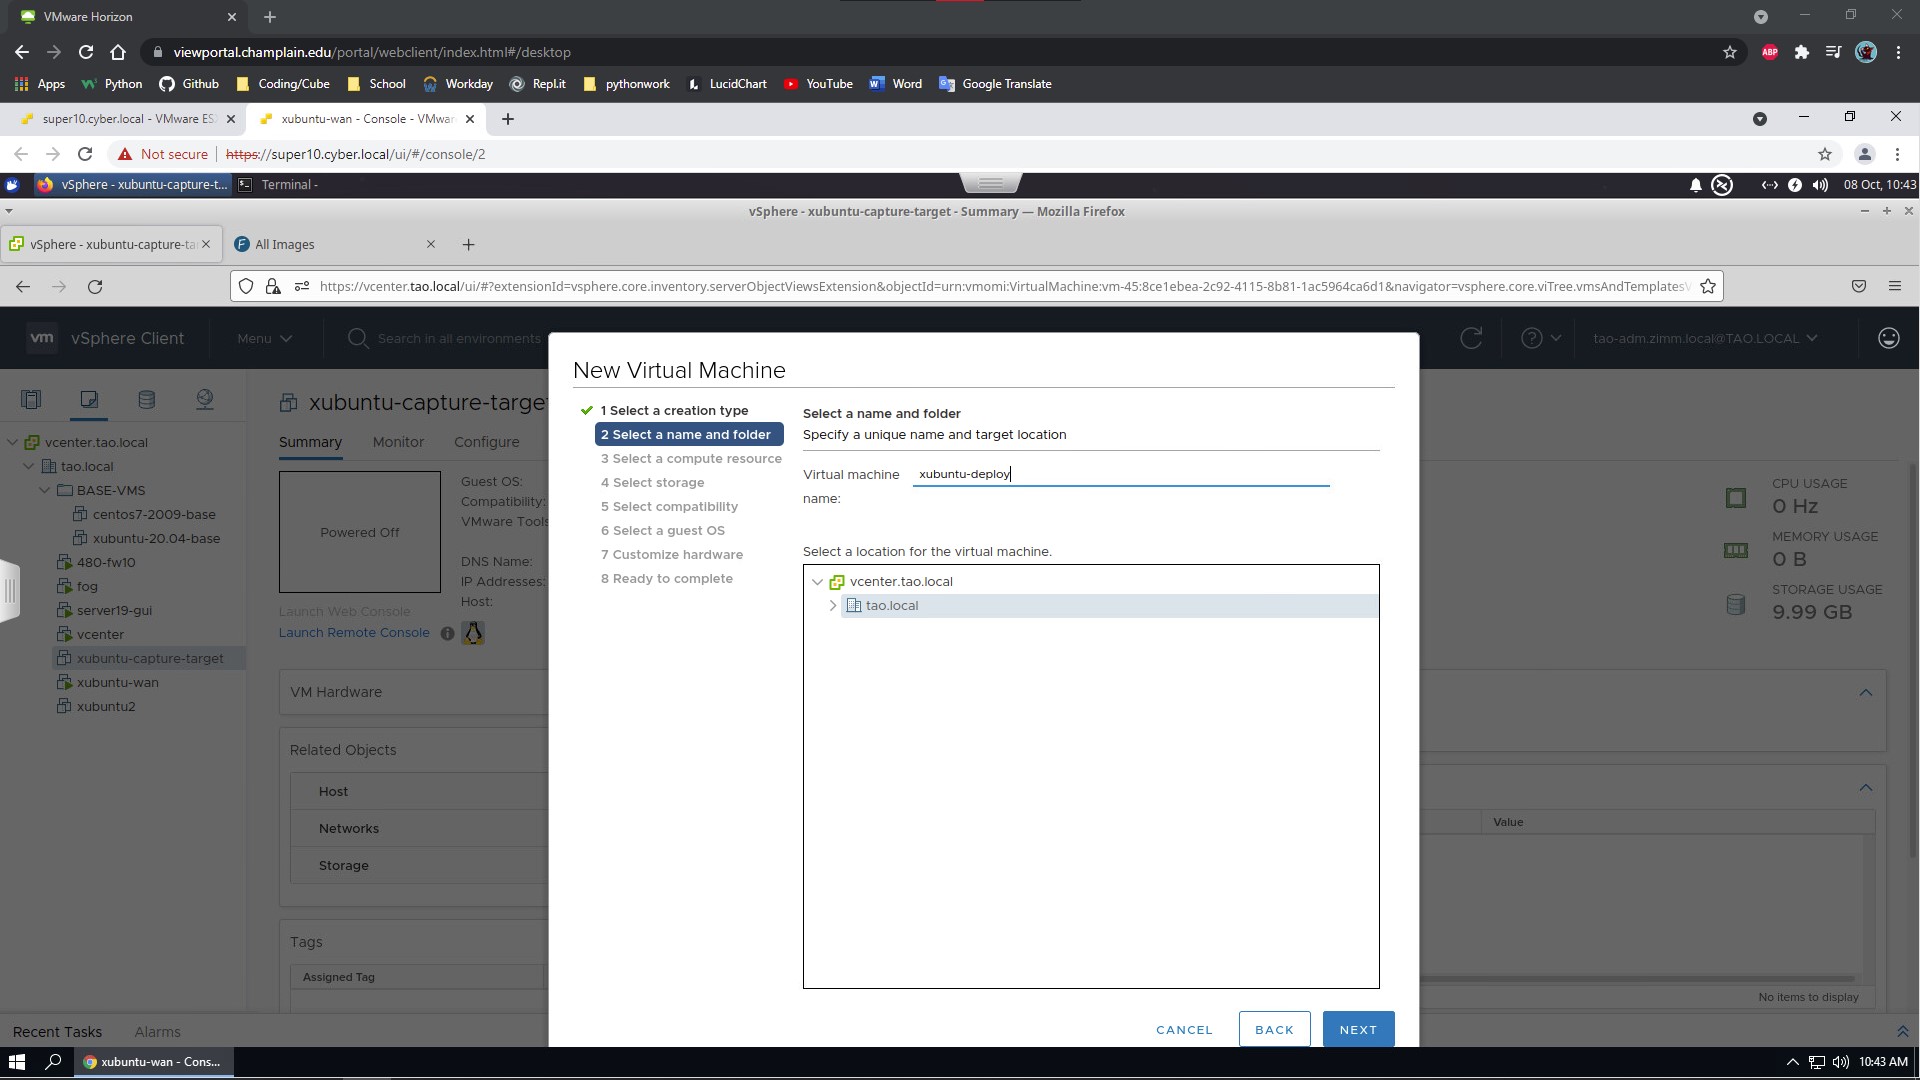 VMware Horizon
viewportal.champlain.edu/portal/webclient/index.html#/desktop
ABP
Apps Python Github Coding/Cube School Workday Repl.it pythonwork LucidChart YouTube Word Google Translate
super10.cyber.local - VMware ES
xubuntu-wan - Console - VMwar
Not secure https://super10.cyber.local/ui/#/console/2
vSphere - xubuntu-capture-t...
Terminal -
08 Oct, 10:43
vSphere - xubuntu-capture-target - Summary — Mozilla Firefox
vSphere - xubuntu-capture-ta
All Images
https://vcenter.tao.local/ui/#?extensionId=vsphere.core.inventory.serverObjectViewsExtension&objectId=urn:vmomi:VirtualMachine:vm-45:8ce1ebea-2c92-4115-8b81-1ac5964ca6d1&navigator=vsphere.core.viTree.vmsAndTemplatesV
vm vSphere Client
Menu
Search in all environments
tao-adm.zimm.local@TAO.LOCAL
vcenter.tao.local
tao.local
BASE-VMS
centos7-2009-base
xubuntu-20.04-base
480-fw10
fog
server19-gui
vcenter
xubuntu-capture-target
xubuntu-wan
xubuntu2
xubuntu-capture-target
Summary Monitor Configure
Powered Off
Guest OS:
Compatibility:
VMware Tools
DNS Name:
IP Addresses:
Host:
Launch Web Console
Launch Remote Console
VM Hardware
Related Objects
Host
Networks
Storage
Tags
Assigned Tag
New Virtual Machine
1 Select a creation type
2 Select a name and folder
3 Select a compute resource
4 Select storage
5 Select compatibility
6 Select a guest OS
7 Customize hardware
8 Ready to complete
Select a name and folder
Specify a unique name and target location
Virtual machine name:
xubuntu-deploy
Select a location for the virtual machine.
vcenter.tao.local
tao.local
CANCEL
BACK
NEXT
CPU USAGE
0 Hz
MEMORY USAGE
0 B
STORAGE USAGE
9.99 GB
Value
No items to display
Recent Tasks Alarms
xubuntu-wan - Cons...
10:43 AM